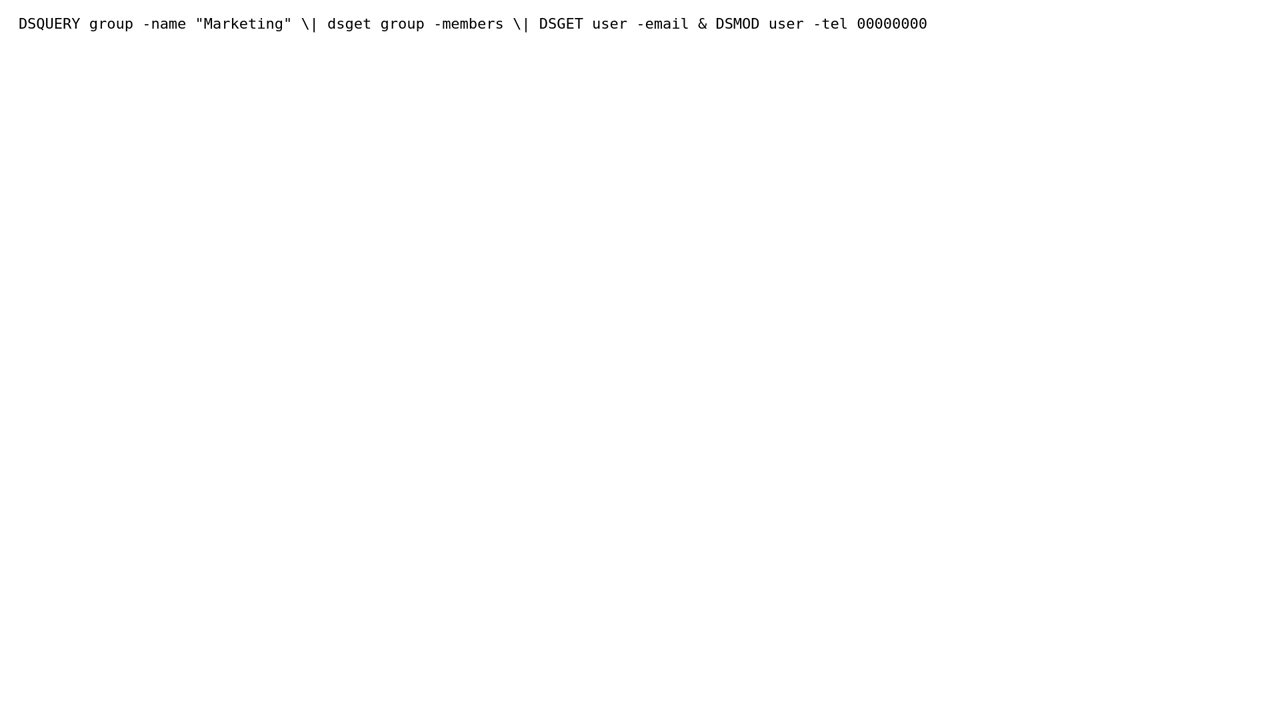 DSQUERY group -name "Marketing" \| dsget group -members \| DSGET user -email & DSMOD user -tel 00000000